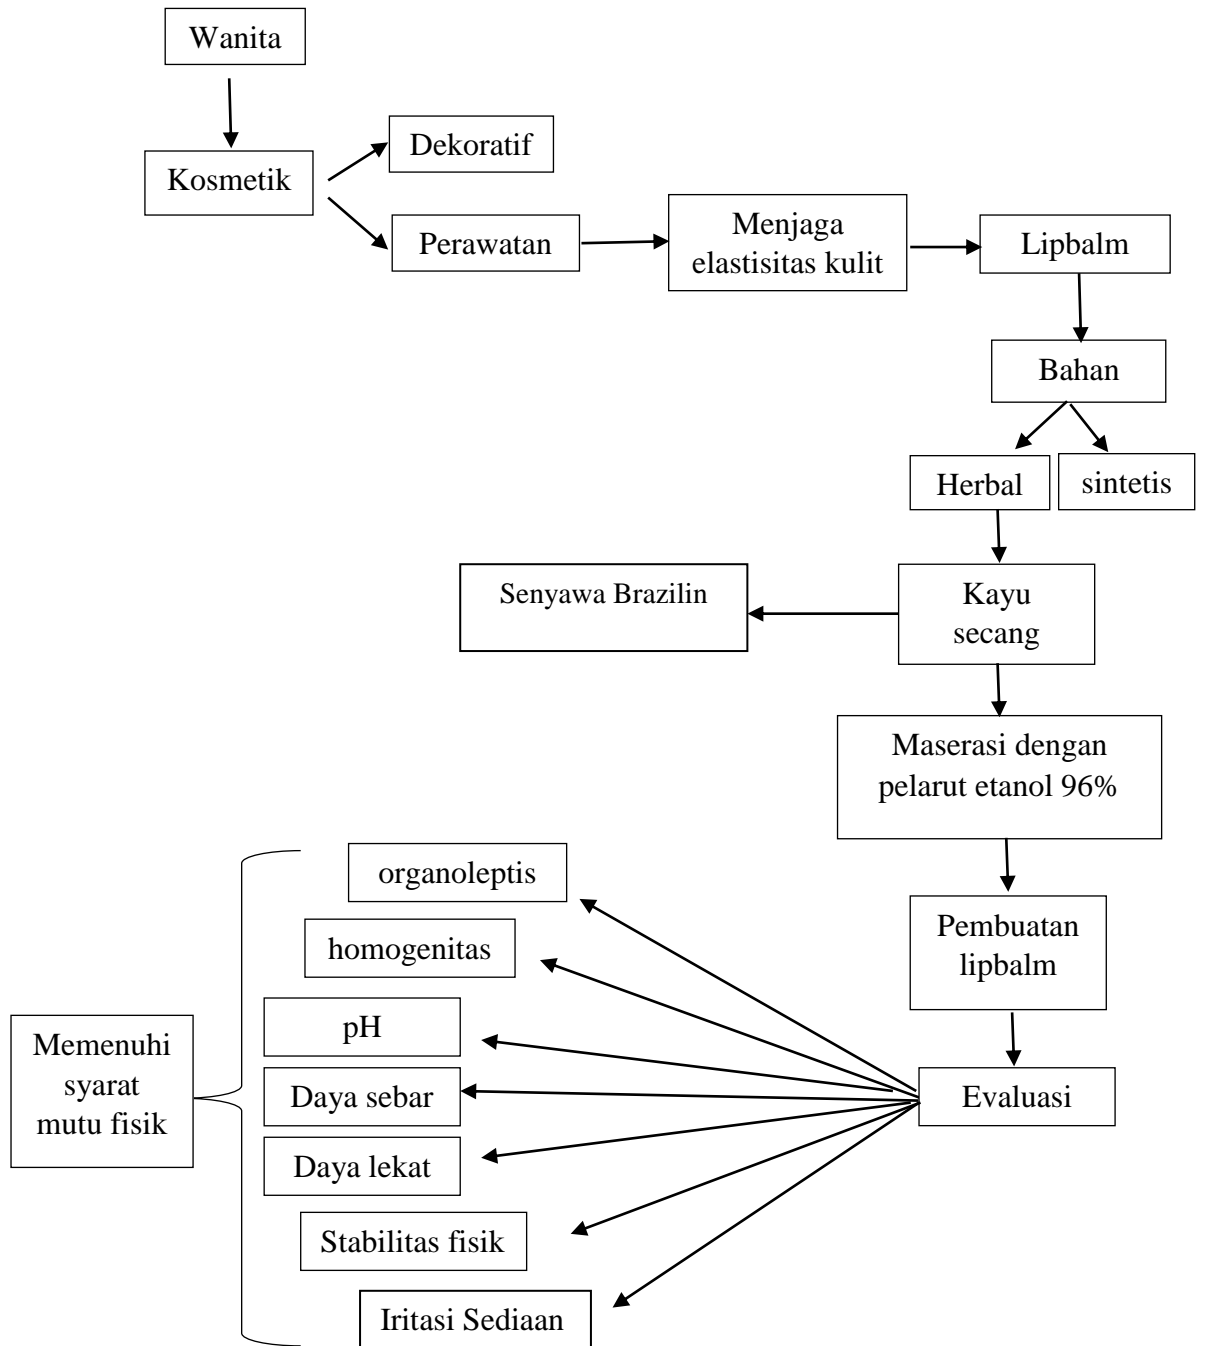 Wanita
Dekoratif
Kosmetik
Perawatan
Menjaga
elastisitas kulit
Lipbalm
Bahan
Herbal
sintetis
Senyawa Brazilin
Kayu
secang
Maserasi dengan
pelarut etanol 96%
Pembuatan
lipbalm
Evaluasi
organoleptis
homogenitas
pH
Daya sebar
Daya lekat
Stabilitas fisik
Iritasi Sediaan
Memenuhi
syarat
mutu fisik